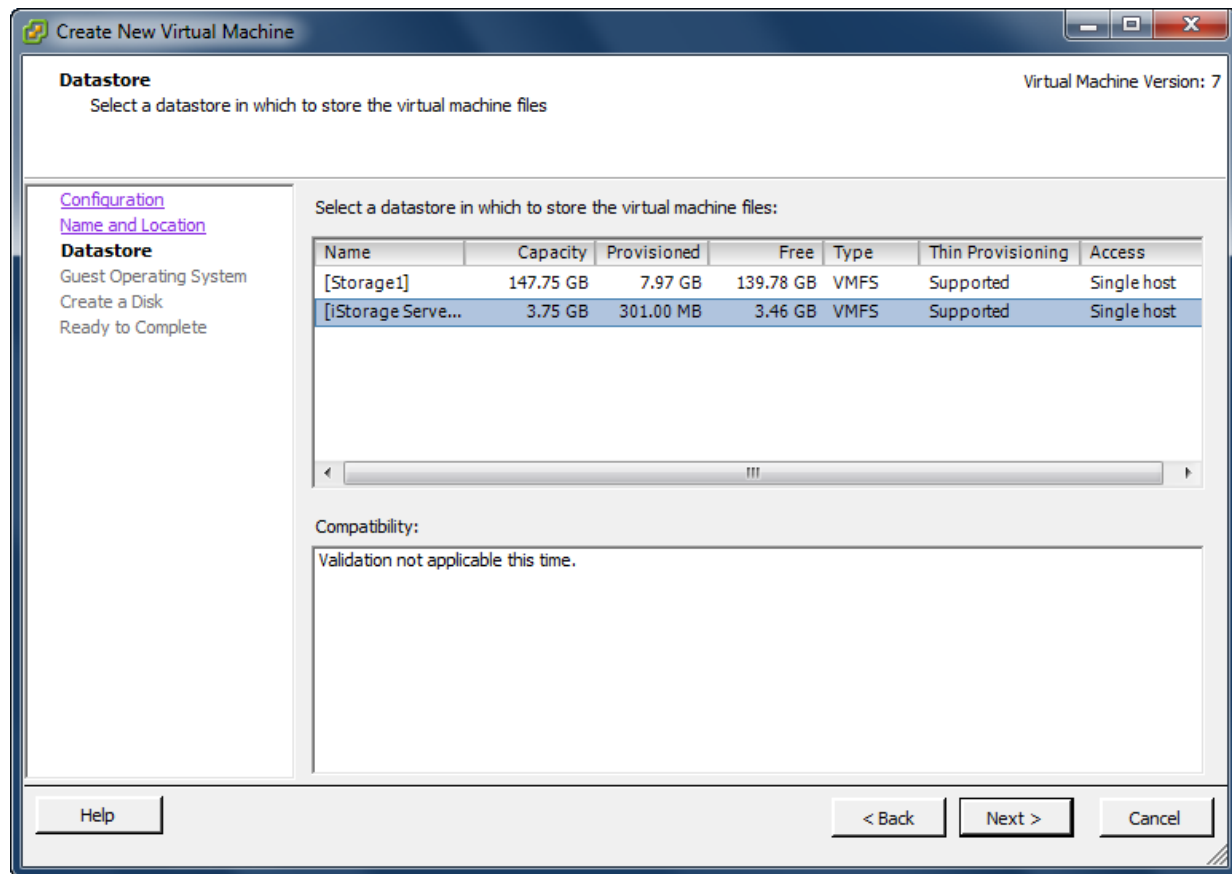 Create New Virtual Machine
Datastore
Select a datastore in which to store the virtual machine files
Virtual Machine Version: 7
Configuration
Name and Location
Datastore
Guest Operating System
Create a Disk
Ready to Complete
Select a datastore in which to store the virtual machine files:
Name Capacity Provisioned Free Type Thin Provisioning Access
[Storage1] 147.75 GB 7.97 GB 139.78 GB VMFS Supported Single host
[iStorage Serve... 3.75 GB 301.00 MB 3.46 GB VMFS Supported Single host
Compatibility:
Validation not applicable this time.
Help
< Back
Next >
Cancel